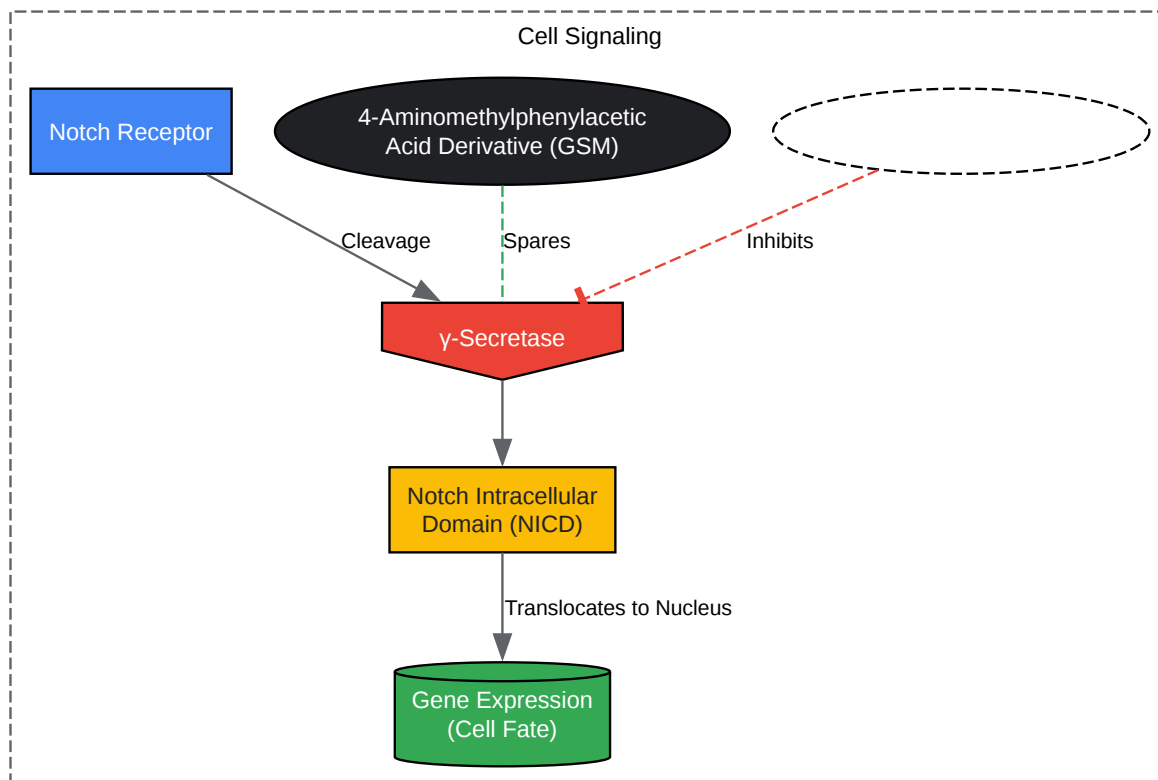 Cell Signaling
Notch Receptor
4-Aminomethylphenylacetic
Acid Derivative (GSM)
Cleavage
Spares
Inhibits
γ-Secretase
Notch Intracellular
Domain (NICD)
Translocates to Nucleus
Gene Expression
(Cell Fate)